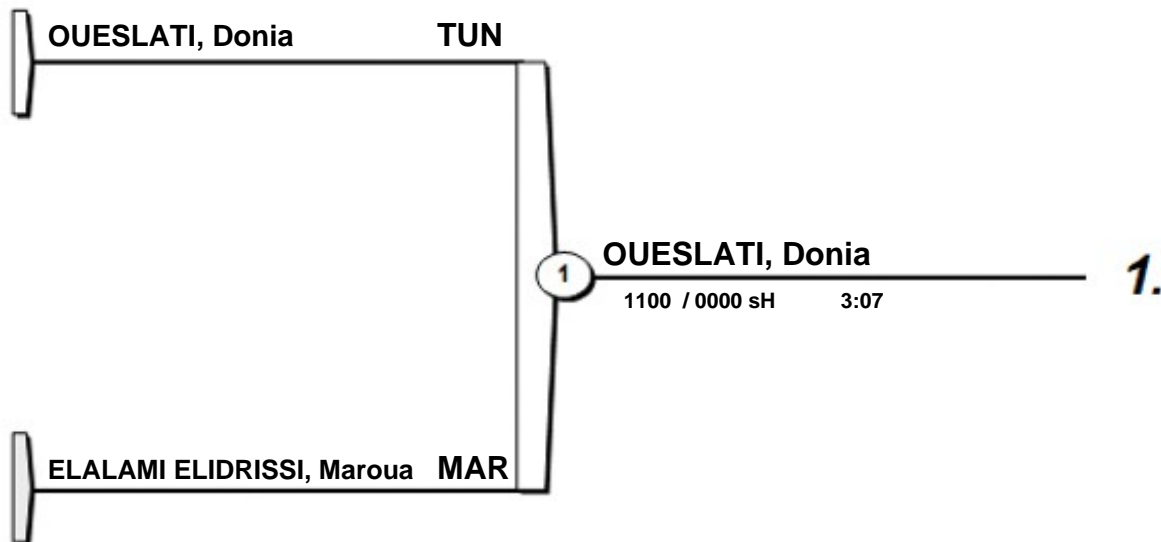 OUESLATI, Donia TUN
OUESLATI, Donia
1 1.
1100 / 0000 sH 3:07
ELALAMI ELIDRISSI, Maroua MAR